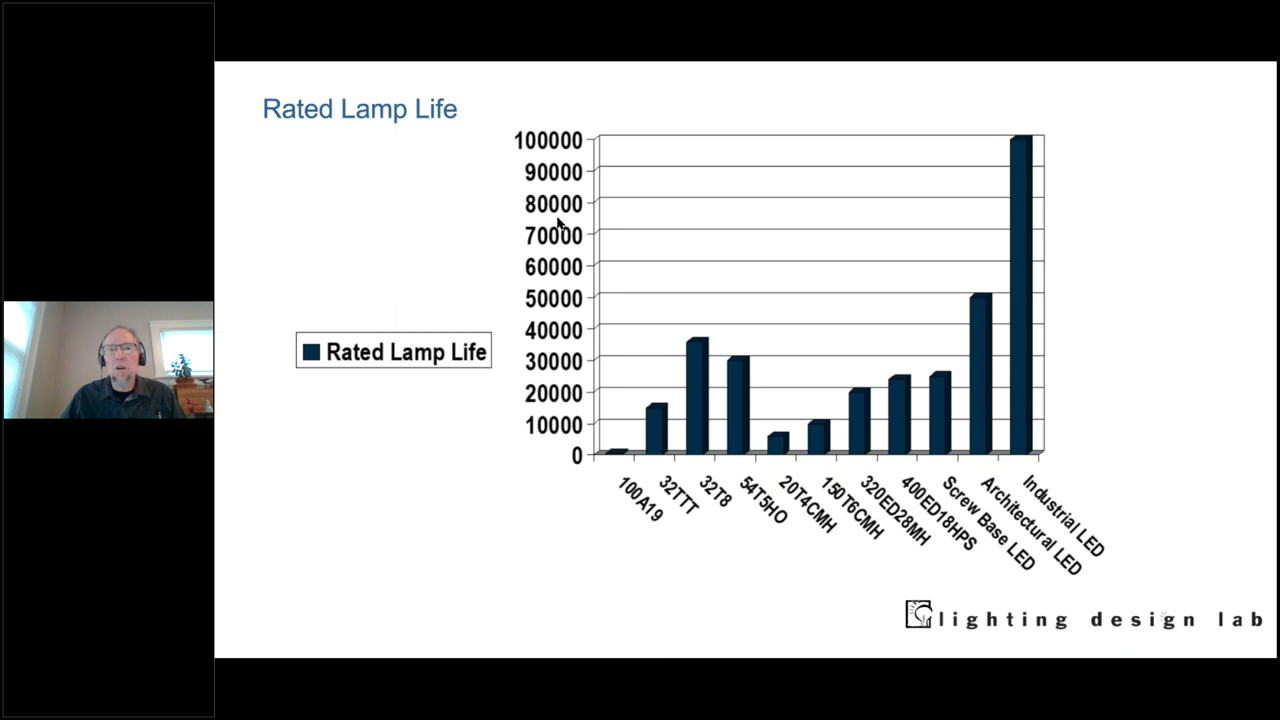 Rated Lamp Life
100000
90000
80000
70000
60000
50000
40000
30000
20000
10000
0
Rated Lamp Life
100A19
32TTT
32T8
54T5HO
20T4CMH
150T6CMH
320ED28MH
400ED18HPS
Screw Base LED
Architectural LED
Industrial LED
lighting design lab